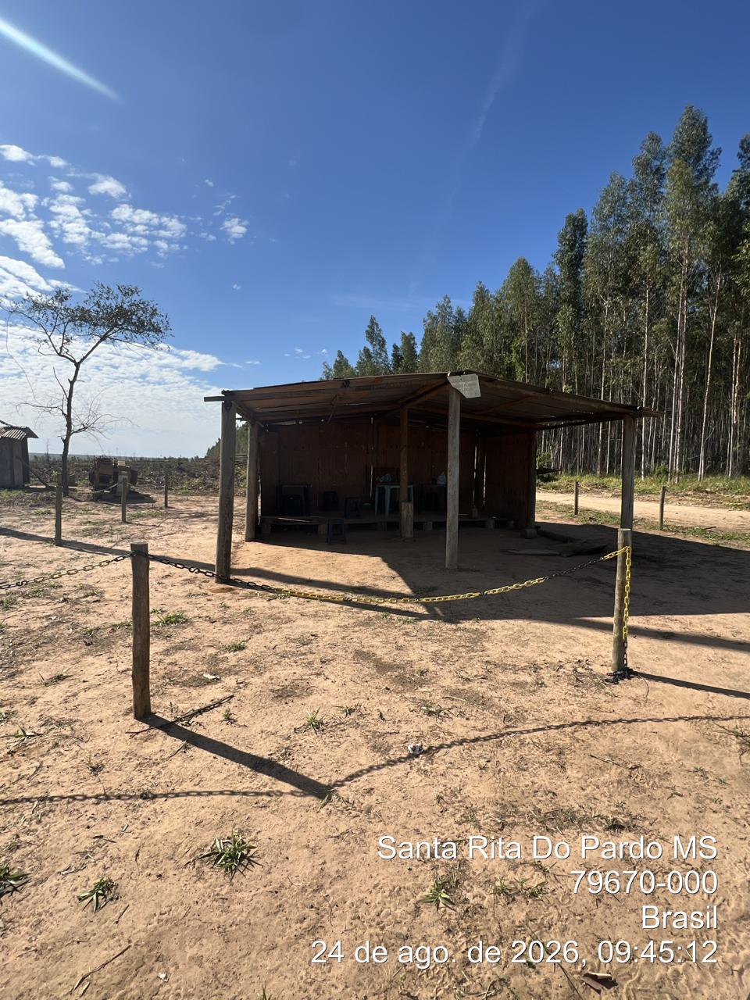 Santa Rita Do Pardo MS
79670-000
Brasil
24 de ago. de 2026, 09:45:12